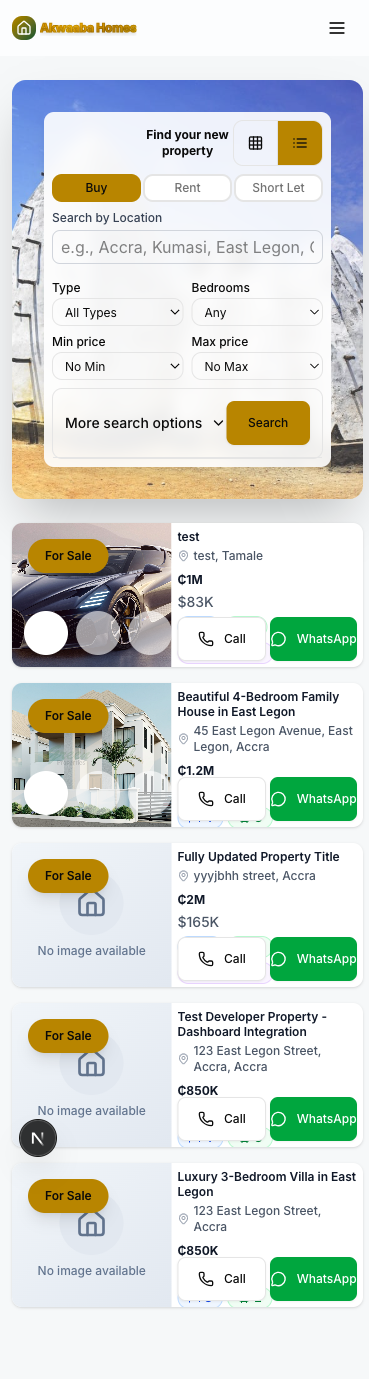 Akwaaba Homes
Find your new
property
Buy
Rent
Short Let
Search by Location
e.g., Accra, Kumasi, East Legon, C
Type
Bedrooms
All Types
Any
Min price
Max price
No Min
No Max
More search options
Search
For Sale
test
test, Tamale
₵1M
$83K
Call
WhatsApp
For Sale
Beautiful 4-Bedroom Family
House in East Legon
45 East Legon Avenue, East
Legon, Accra
₵1.2M
Call
WhatsApp
For Sale
No image available
Fully Updated Property Title
yyyjbhh street, Accra
₵2M
$165K
Call
WhatsApp
For Sale
No image available
Test Developer Property -
Dashboard Integration
123 East Legon Street,
Accra, Accra
₵850K
Call
WhatsApp
N
For Sale
No image available
Luxury 3-Bedroom Villa in East
Legon
123 East Legon Street,
Accra
₵850K
Call
WhatsApp